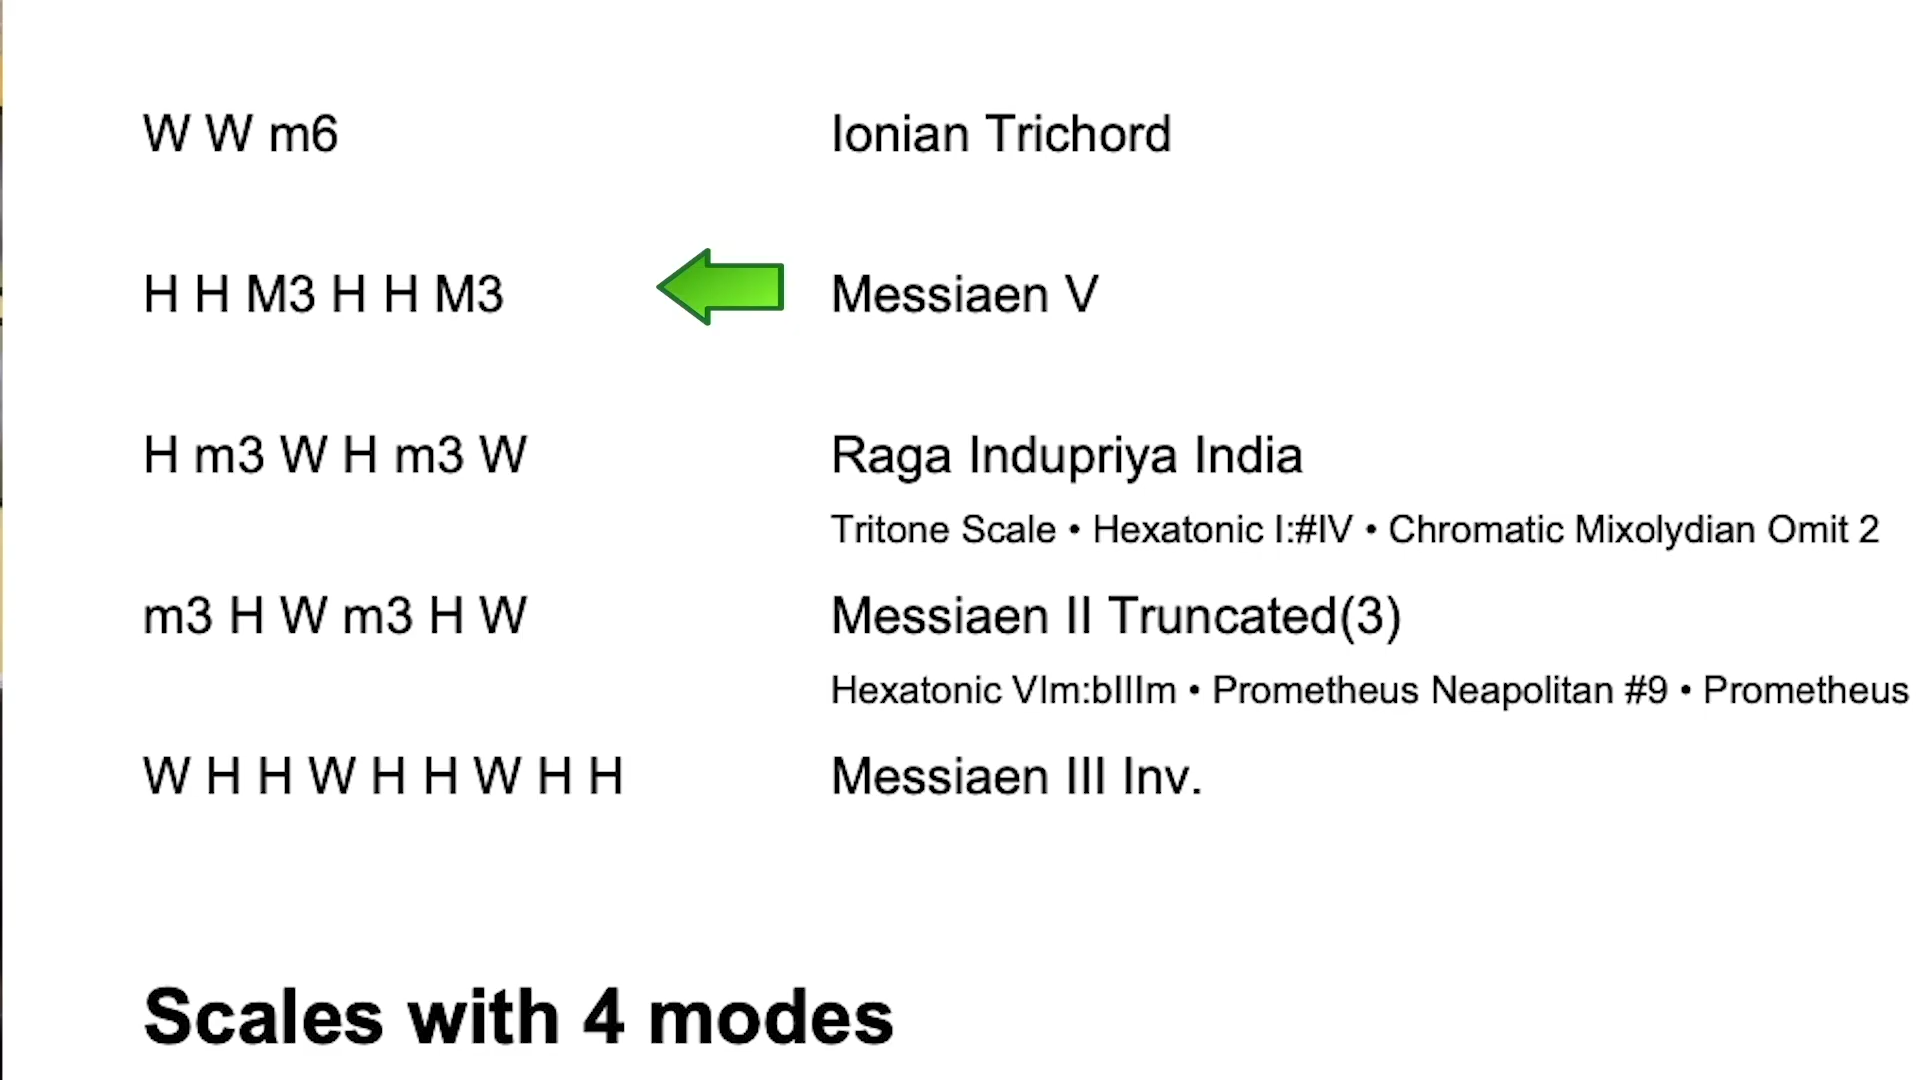 W W m6 Ionian Trichord
H H M3 H H M3 Messiaen V
H m3 W H m3 W Raga Indupriya India
Tritone Scale • Hexatonic I:#IV • Chromatic Mixolydian Omit 2
m3 H W m3 H W Messiaen II Truncated(3)
Hexatonic VIm:bIIIm • Prometheus Neapolitan #9 • Prometheus
W H H W H H W H H Messiaen III Inv.
Scales with 4 modes